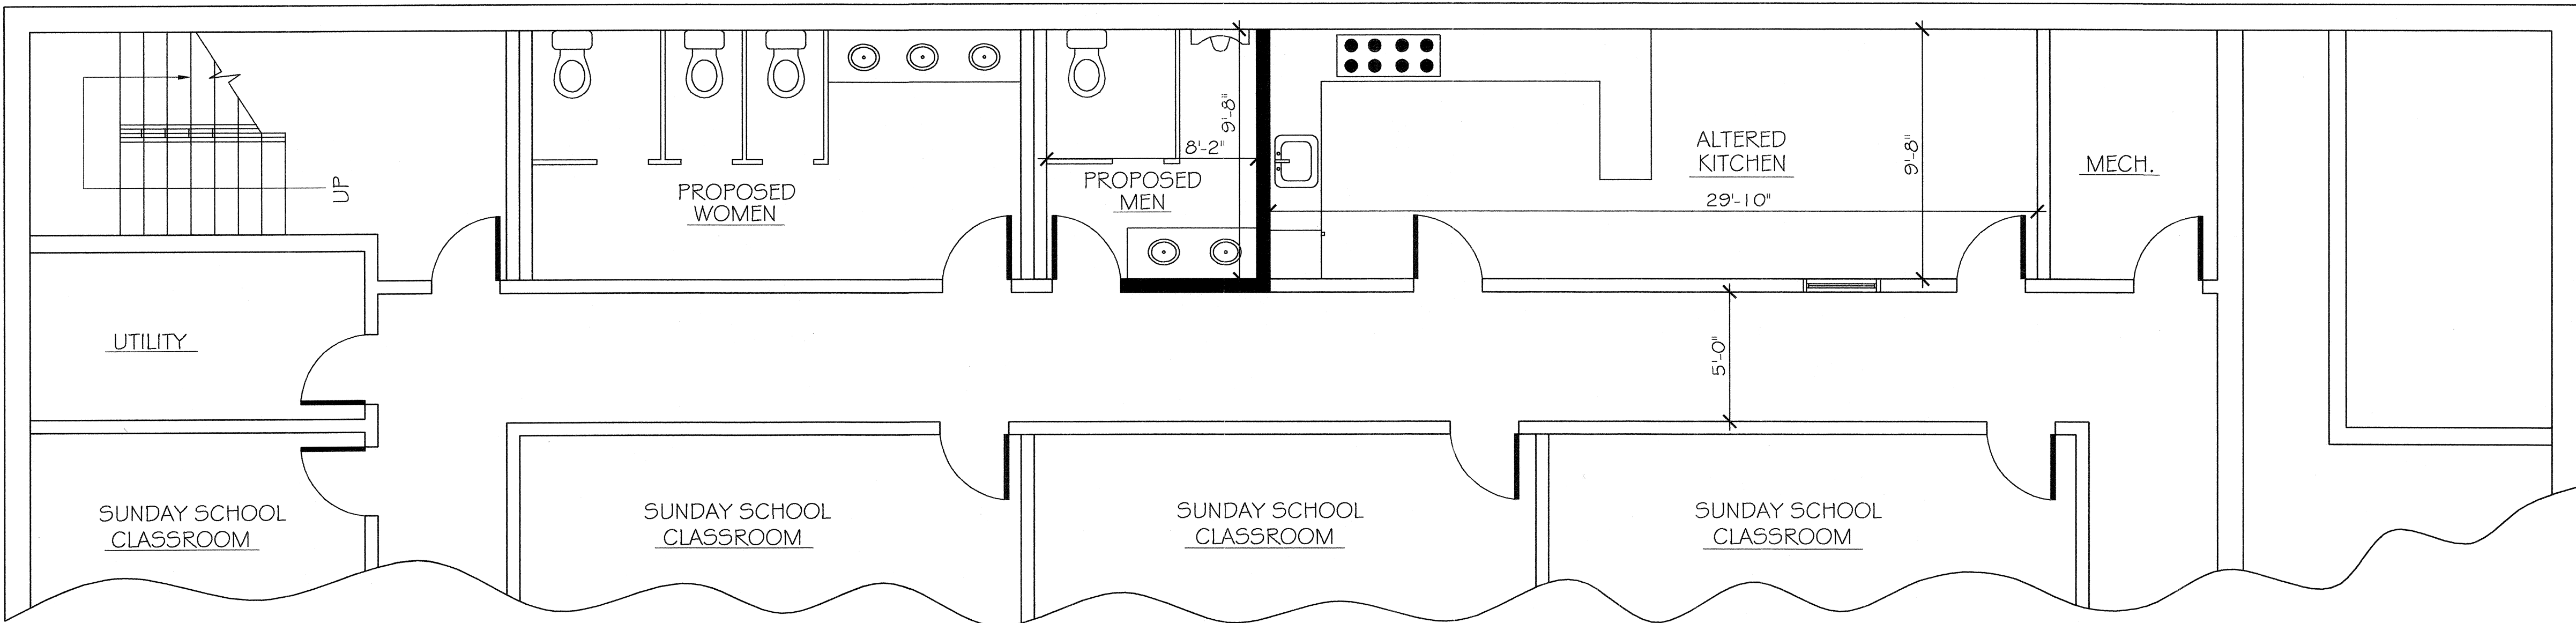 UP
PROPOSED
WOMEN
PROPOSED
MEN
9'-8"
8'-2"
ALTERED
KITCHEN
29'-10"
9'-8"
MECH.
UTILITY
5'-0"
SUNDAY SCHOOL
CLASSROOM
SUNDAY SCHOOL
CLASSROOM
SUNDAY SCHOOL
CLASSROOM
SUNDAY SCHOOL
CLASSROOM